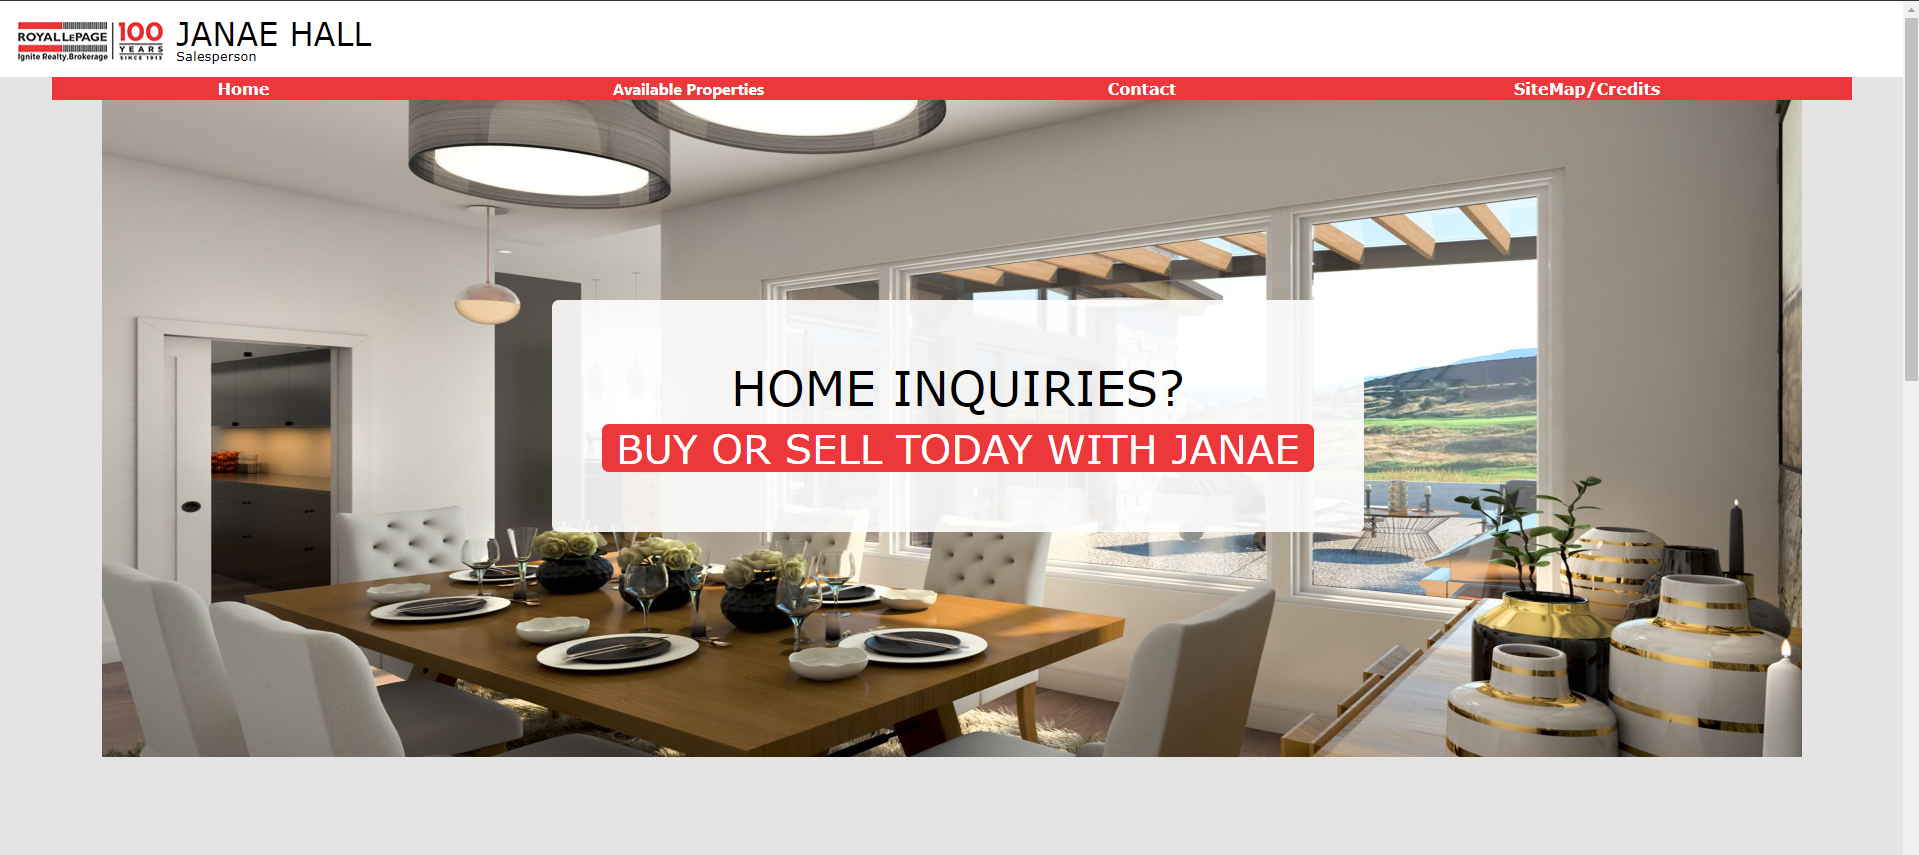 ROYAL LEPAGE
Ignite Realty,Brokerage
100
YEARS
SINCE 1913
JANAE HALL
Salesperson
Home
Available Properties
Contact
SiteMap/Credits
HOME INQUIRIES?
BUY OR SELL TODAY WITH JANAE